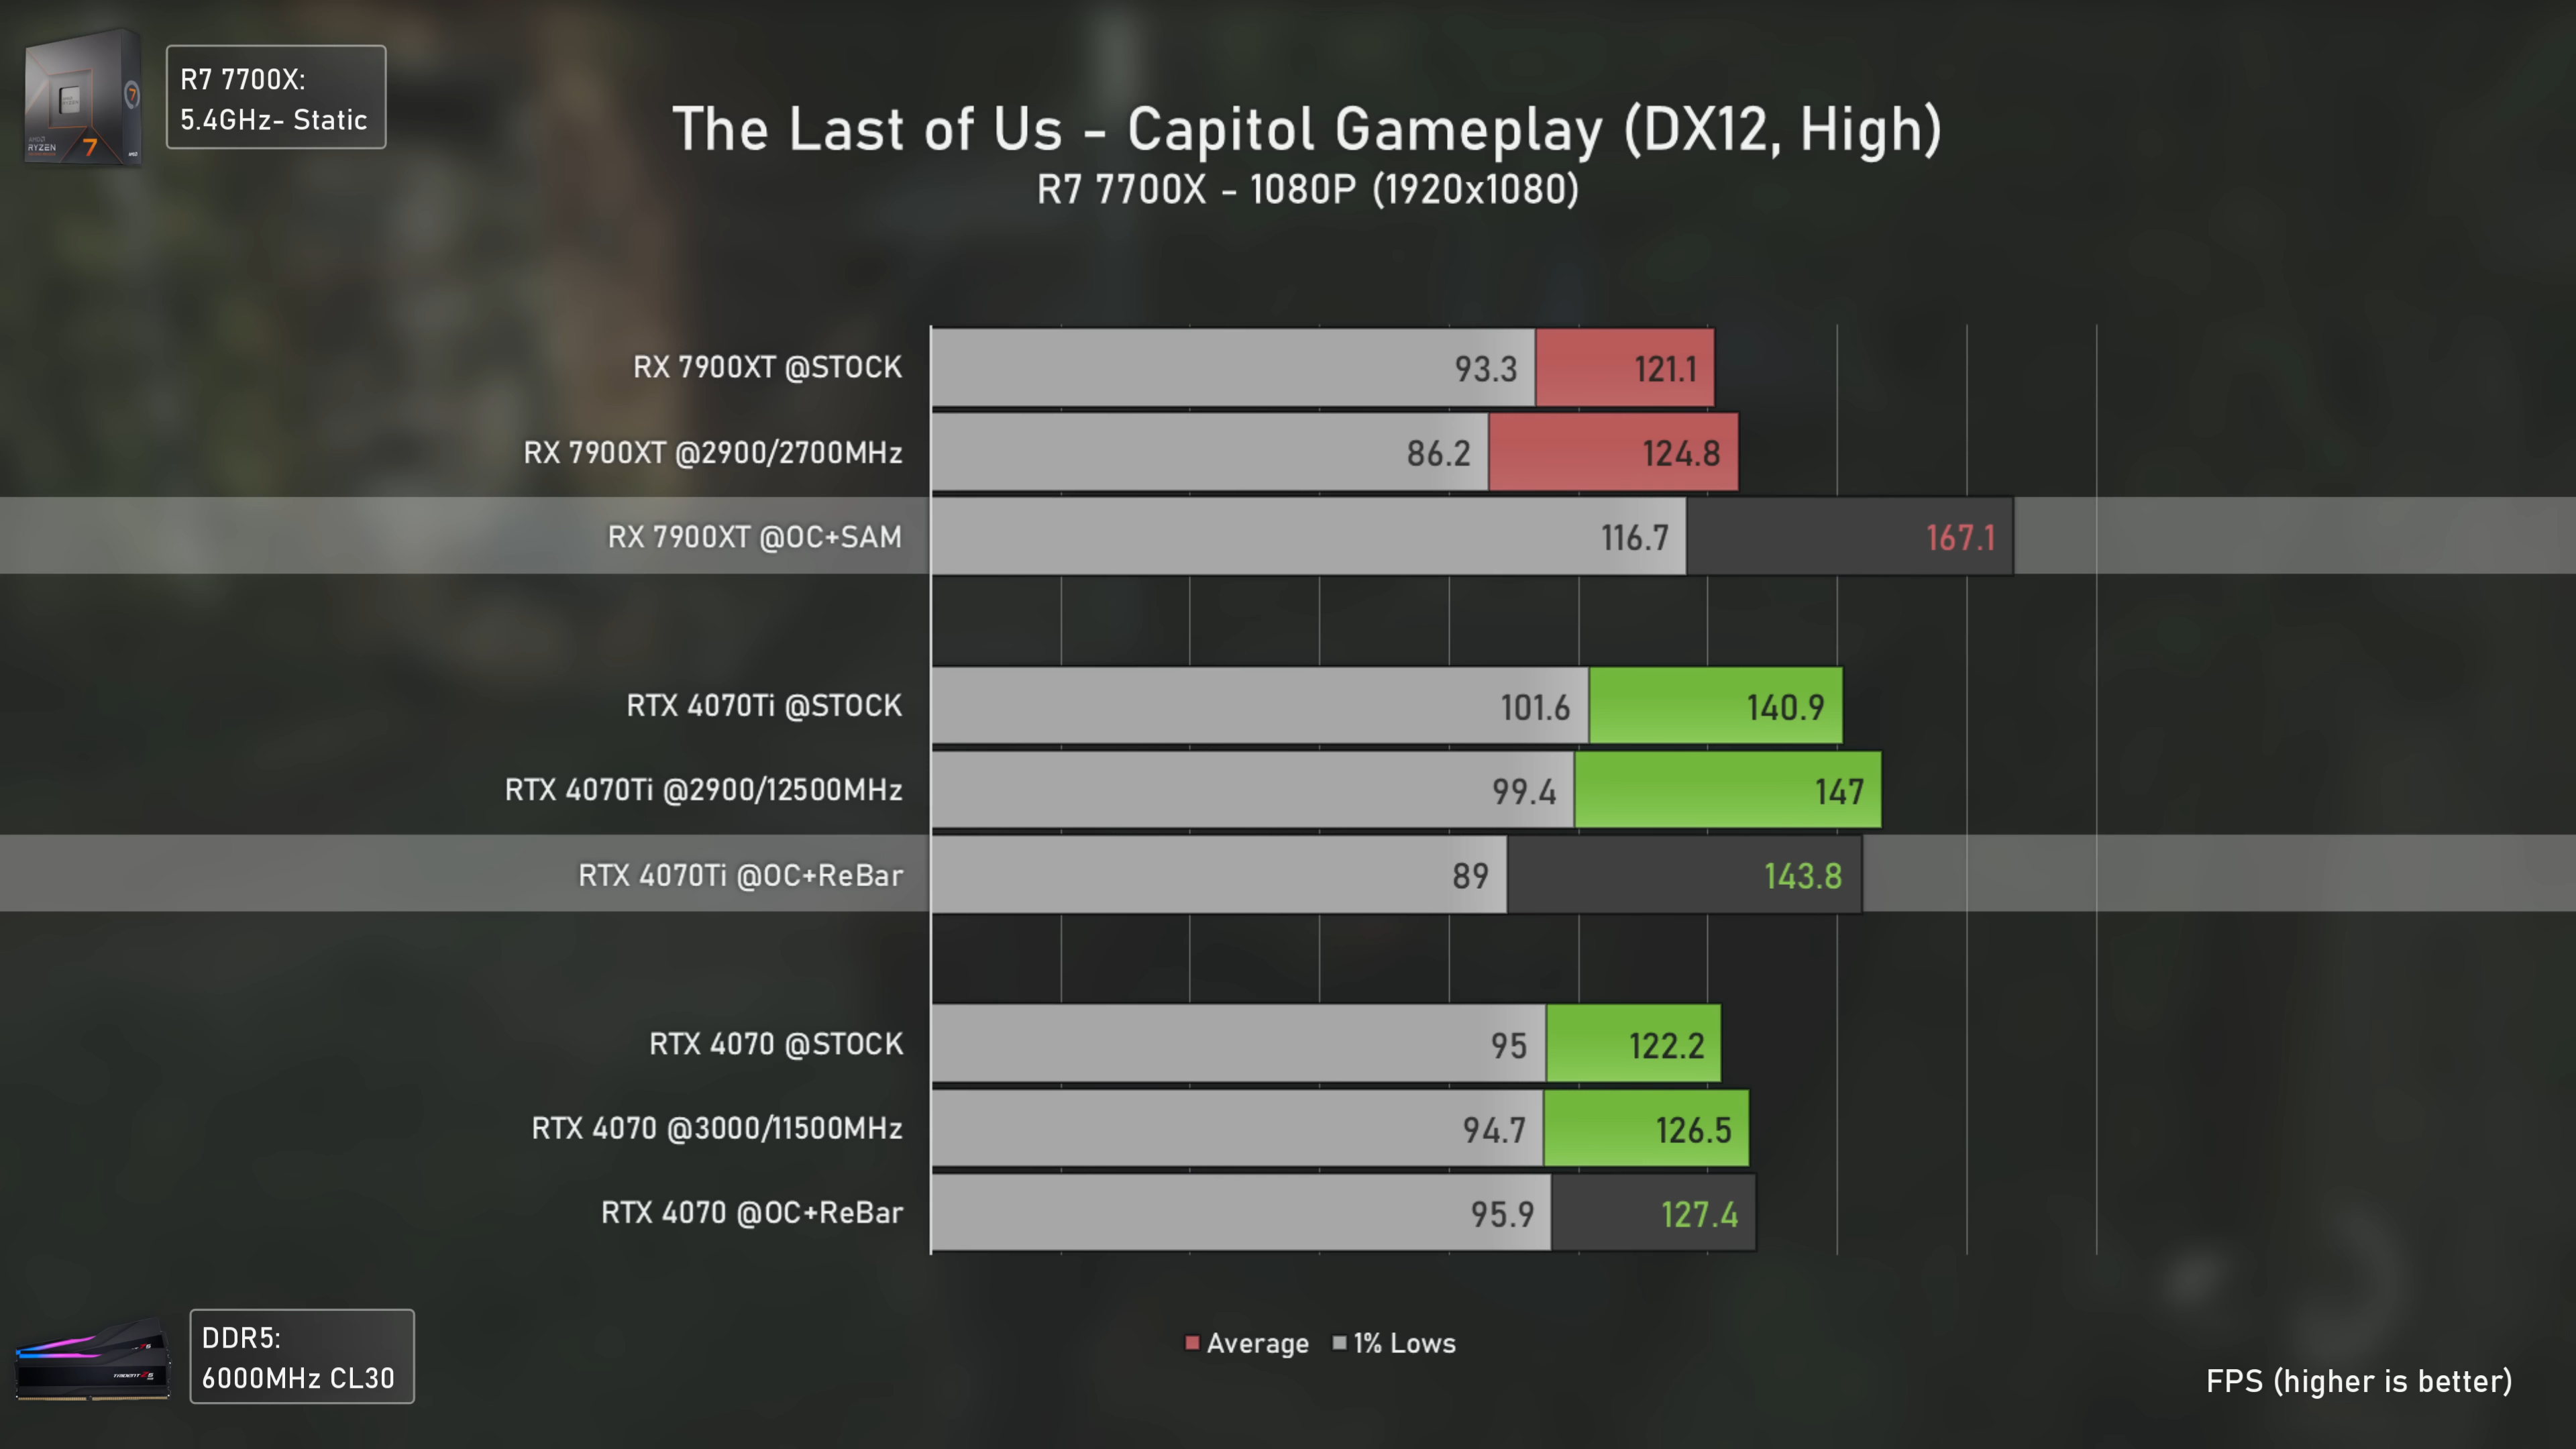 R7 7700X:
5.4GHz- Static
RYZEN
7
7
The Last of Us - Capitol Gameplay (DX12, High)
R7 7700X - 1080P (1920x1080)
RX 7900XT @STOCK
93.3
121.1
RX 7900XT @2900/2700MHz
86.2
124.8
RX 7900XT @OC+SAM
116.7
167.1
RTX 4070Ti @STOCK
101.6
140.9
RTX 4070Ti @2900/12500MHz
99.4
147
RTX 4070Ti @OC+ReBar
89
143.8
RTX 4070 @STOCK
95
122.2
RTX 4070 @3000/11500MHz
94.7
126.5
RTX 4070 @OC+ReBar
95.9
127.4
DDR5:
6000MHz CL30
Average
1% Lows
FPS (higher is better)